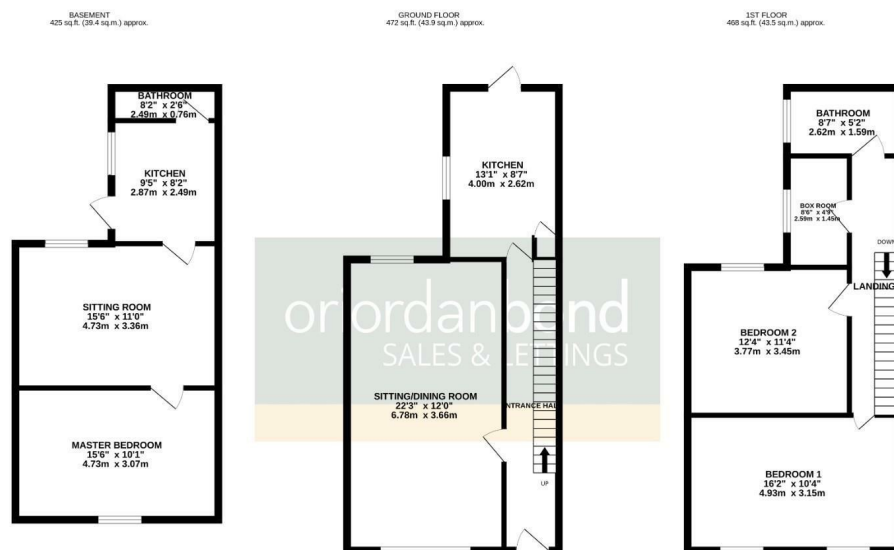 BASEMENT
425 sq.ft. (39.4 sq.m.) approx.
BATHROOM
8'2" x 2'6"
2.49m x 0.76m
KITCHEN
9'5" x 8'2"
2.87m x 2.49m
SITTING ROOM
15'6" x 11'0"
4.73m x 3.36m
MASTER BEDROOM
15'6" x 10'1"
4.73m x 3.07m
GROUND FLOOR
472 sq.ft. (43.9 sq.m.) approx.
KITCHEN
13'1" x 8'7"
4.00m x 2.62m
oriordanbond
SALES & LETTINGS
SITTING/DINING ROOM
22'3" x 12'0"
6.78m x 3.66m
ENTRANCE HALL
UP
1ST FLOOR
468 sq.ft. (43.5 sq.m.) approx.
BATHROOM
8'7" x 5'2"
2.62m x 1.59m
BOX ROOM
8'6" x 4'9"
2.59m x 1.45m
DOWN
LANDING
BEDROOM 2
12'4" x 11'4"
3.77m x 3.45m
BEDROOM 1
16'2" x 10'4"
4.93m x 3.15m